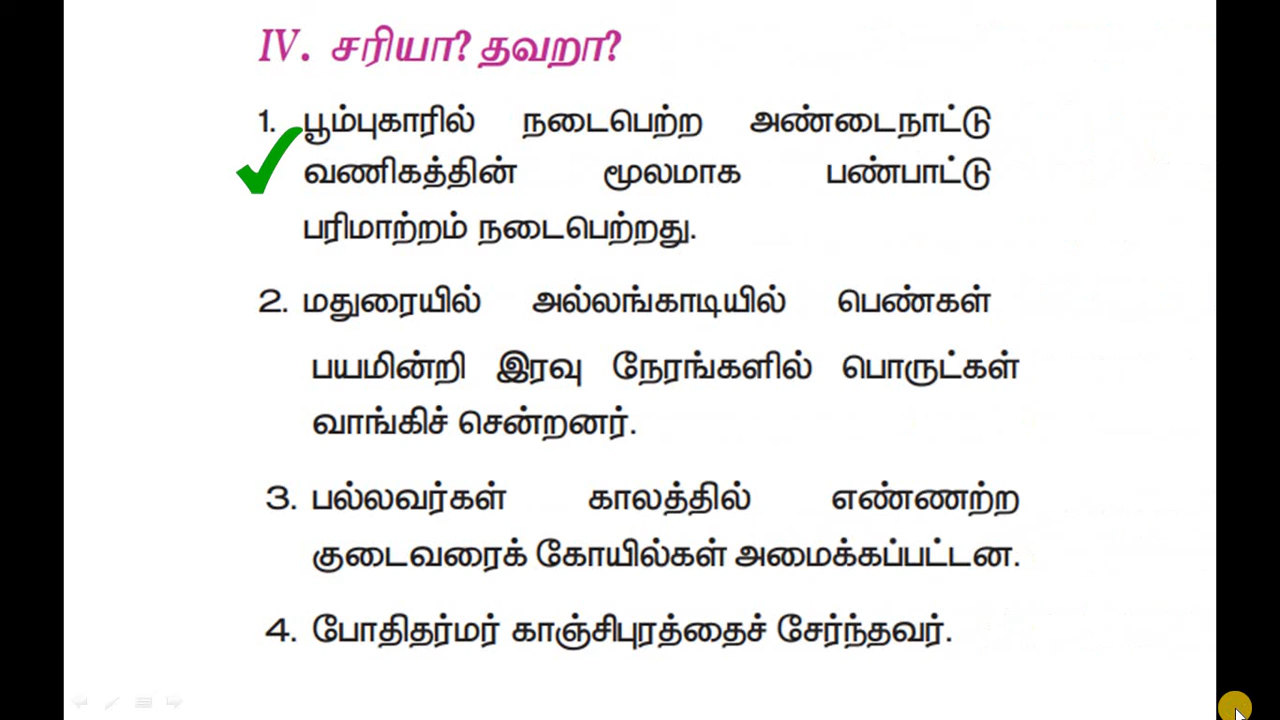 IV. சரியா? தவறா?
1. பூம்புகாரில் நடைபெற்ற அண்டைநாட்டு
வணிகத்தின் மூலமாக பண்பாட்டு
பரிமாற்றம் நடைபெற்றது.
2. மதுரையில் அல்லங்காடியில் பெண்கள்
பயமின்றி இரவு நேரங்களில் பொருட்கள்
வாங்கிச் சென்றனர்.
3. பல்லவர்கள் காலத்தில் எண்ணற்ற
குடைவரைக் கோயில்கள் அமைக்கப்பட்டன.
4. போதிதர்மர் காஞ்சிபுரத்தைச் சேர்ந்தவர்.